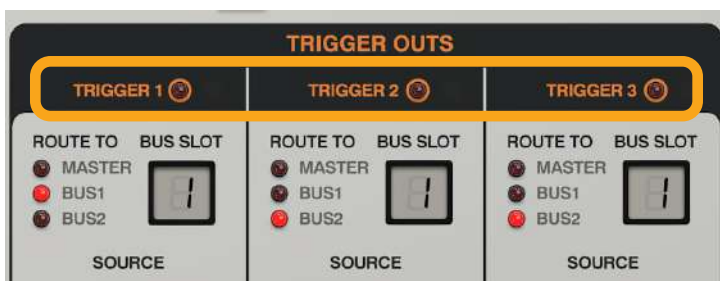 TRIGGER OUTS
TRIGGER 1 TRIGGER 2 TRIGGER 3
ROUTE TO BUS SLOT ROUTE TO BUS SLOT ROUTE TO BUS SLOT
MASTER MASTER MASTER
BUS1 1 BUS1 1 BUS1 1
BUS2 BUS2 BUS2
SOURCE SOURCE SOURCE